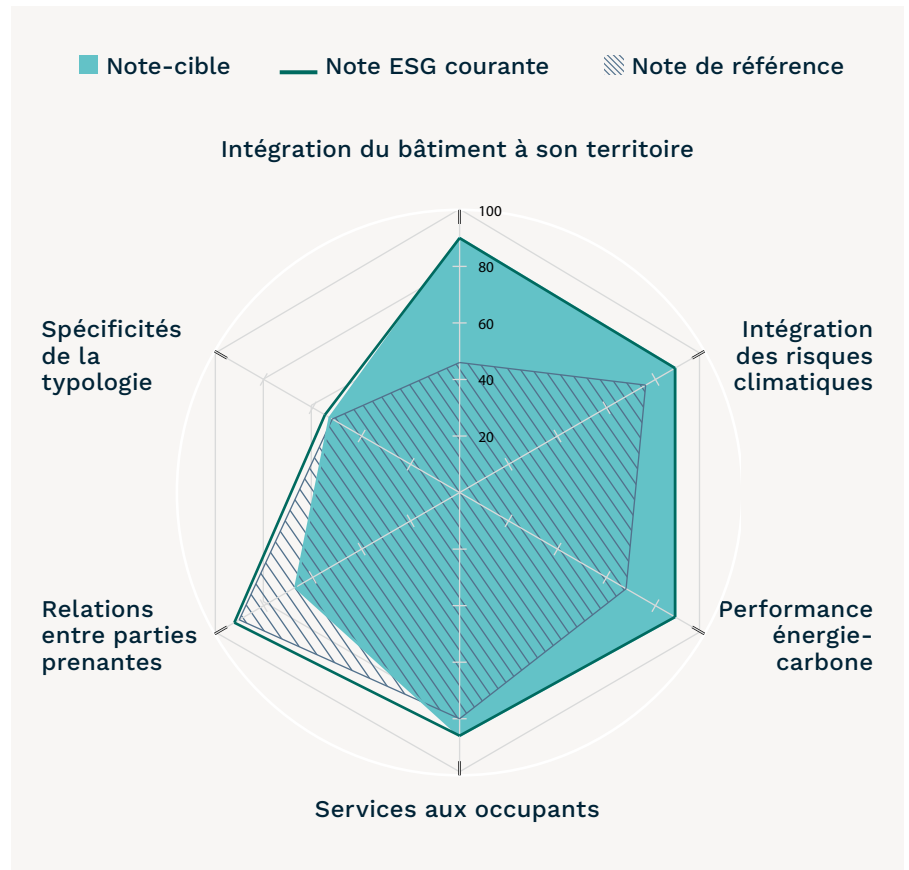 Note-cible
Note ESG courante
Note de référence
Intégration du bâtiment à son territoire
100
80
60
40
20
Spécificités
de la
typologie
Intégration
des risques
climatiques
Relations
entre parties
prenantes
Performance
énergie-
carbone
Services aux occupants